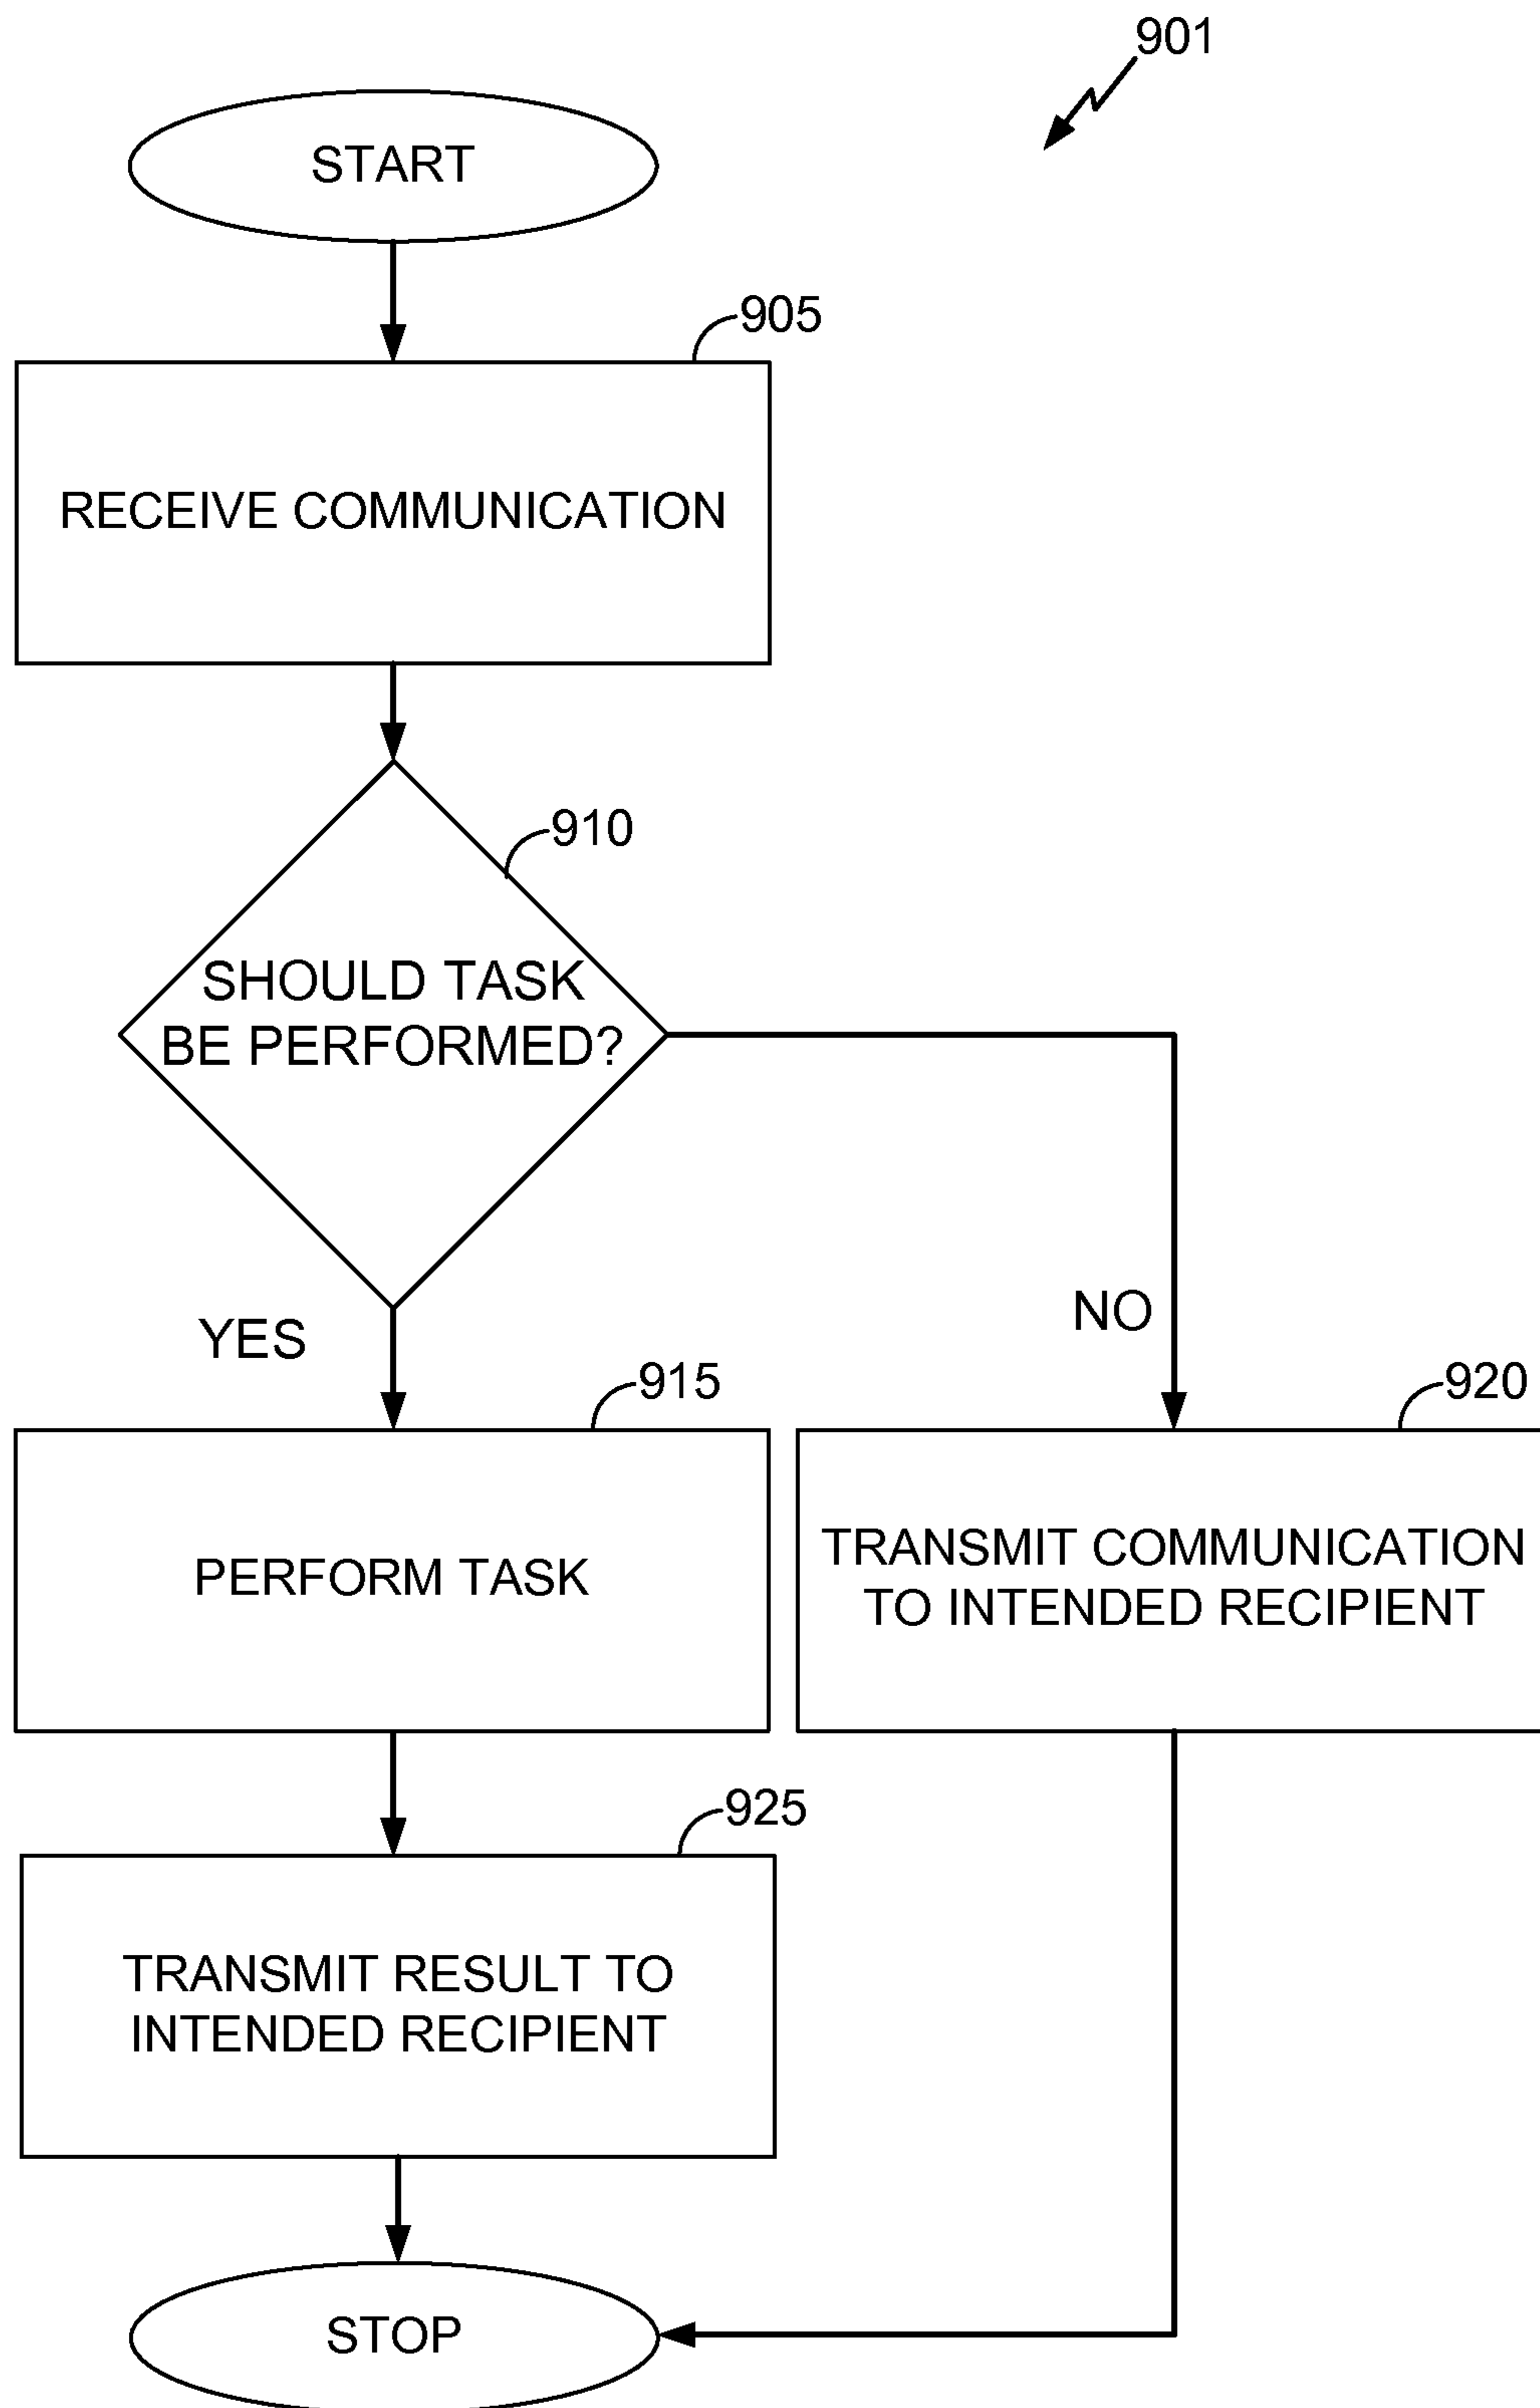 901
START
905
RECEIVE COMMUNICATION
910
SHOULD TASK
BE PERFORMED?
YES
NO
915
920
PERFORM TASK
TRANSMIT COMMUNICATION
TO INTENDED RECIPIENT
925
TRANSMIT RESULT TO
INTENDED RECIPIENT
STOP